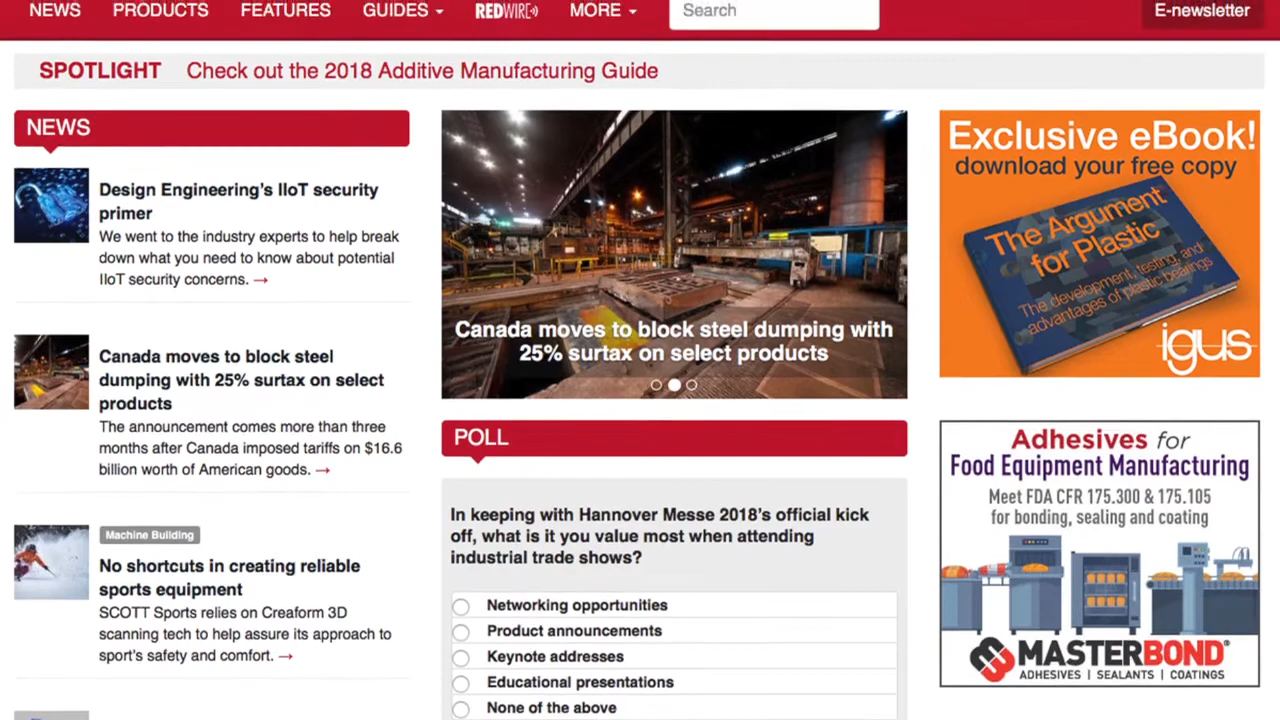 NEWS PRODUCTS FEATURES GUIDES REDWIRE MORE Search E-newsletter
SPOTLIGHT Check out the 2018 Additive Manufacturing Guide
NEWS
Design Engineering's IIoT security
primer
We went to the industry experts to help break
down what you need to know about potential
IIoT security concerns. →
Canada moves to block steel
dumping with 25% surtax on select
products
The announcement comes more than three
months after Canada imposed tariffs on $16.6
billion worth of American goods. →
Machine Building
No shortcuts in creating reliable
sports equipment
SCOTT Sports relies on Creaform 3D
scanning tech to help assure its approach to
sport's safety and comfort. →
Canada moves to block steel dumping with
25% surtax on select products
POLL
In keeping with Hannover Messe 2018's official kick
off, what is it you value most when attending
industrial trade shows?
Networking opportunities
Product announcements
Keynote addresses
Educational presentations
None of the above
Exclusive eBook!
download your free copy
The Argument
for Plastic
The development, testing, and
advantages of plastic bearings
igus
Adhesives for
Food Equipment Manufacturing
Meet FDA CFR 175.300 & 175.105
for bonding, sealing and coating
MASTERBOND®
ADHESIVES | SEALANTS | COATINGS